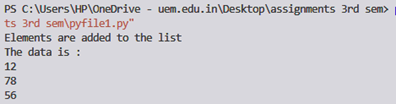 PS C:\Users\HP\OneDrive - uem.edu.in\Desktop\assignments 3rd sem> p
ts 3rd sem\pyfile1.py"
Elements are added to the list
The data is :
12
78
56